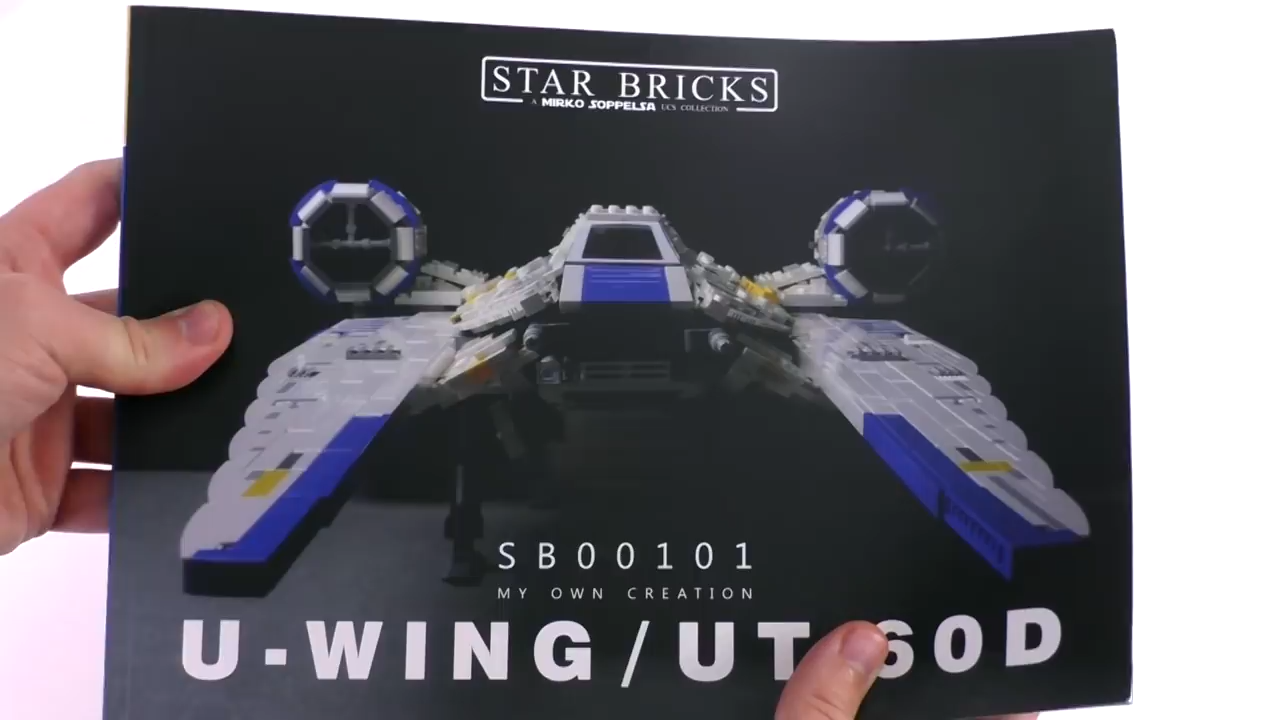 STAR BRICKS
A MIRKO SOPPELSA UCS COLLECTION
SB00101
MY OWN CREATION
U-WING/UT 60D